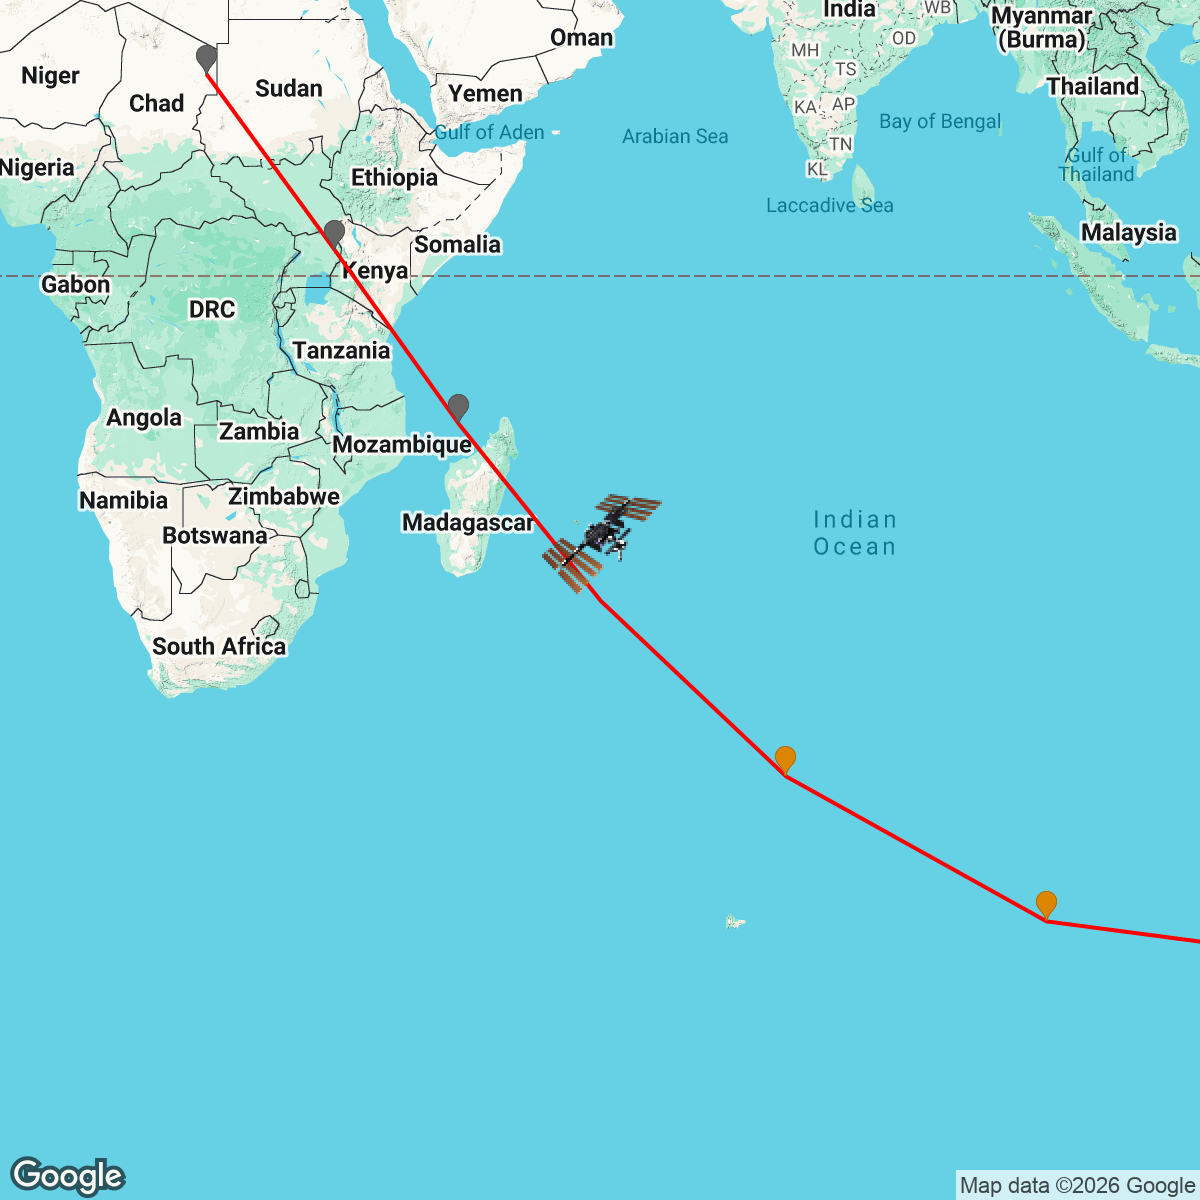 India
WB
Myanmar
(Burma)
Oman
MH
OD
Niger
TS
Sudan
Thailand
Yemen
Chad
KA
AP
Gulf of Aden
Arabian Sea
Bay of Bengal
TN
Nigeria
KL
Gulf of
Thailand
Ethiopia
Laccadive Sea
Malaysia
Somalia
Kenya
Gabon
DRC
Tanzania
Angola
Zambia
Mozambique
Namibia
Zimbabwe
Madagascar
Botswana
Indian
Ocean
South Africa
Google
Map data ©2026 Google